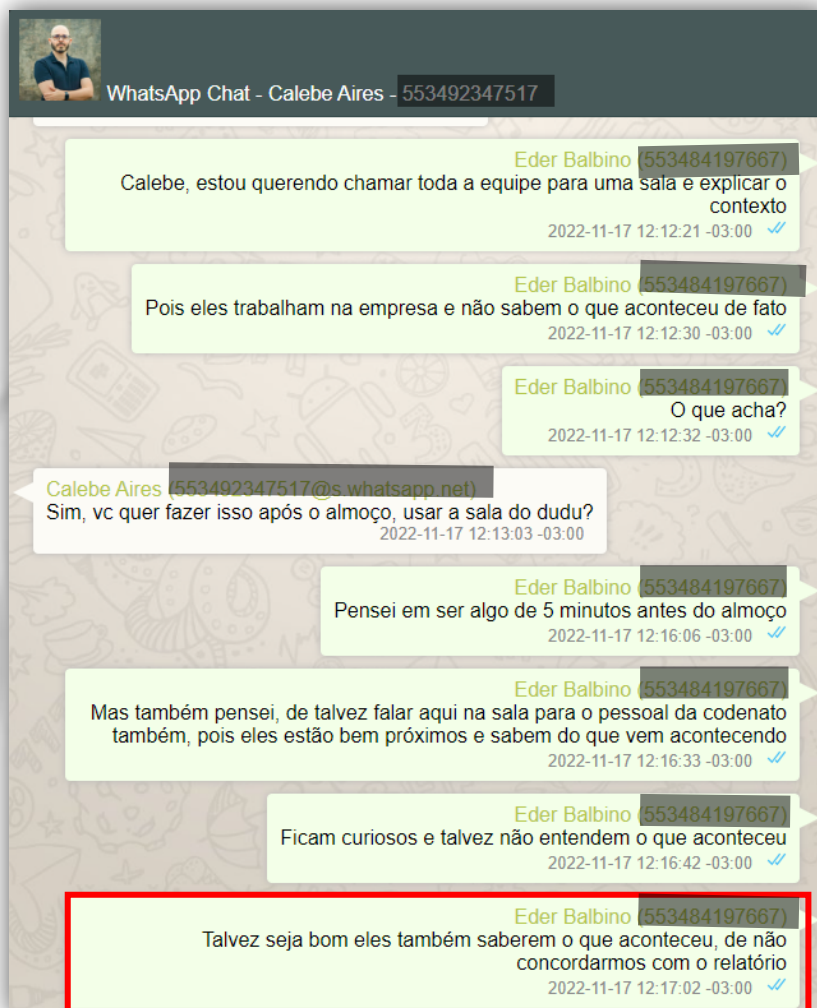 WhatsApp Chat - Calebe Aires - 553492347517
Eder Balbino (553484197667)
Calebe, estou querendo chamar toda a equipe para uma sala e explicar o
contexto
2022-11-17 12:12:21 -03:00
Eder Balbino (553484197667)
Pois eles trabalham na empresa e não sabem o que aconteceu de fato
2022-11-17 12:12:30 -03:00
Eder Balbino (553484197667)
O que acha?
2022-11-17 12:12:32 -03:00
Calebe Aires (553492347517@s.whatsapp.net)
Sim, vc quer fazer isso após o almoço, usar a sala do dudu?
2022-11-17 12:13:03 -03:00
Eder Balbino (553484197667)
Pensei em ser algo de 5 minutos antes do almoço
2022-11-17 12:16:06 -03:00
Eder Balbino (553484197667)
Mas também pensei, de talvez falar aqui na sala para o pessoal da codenato
também, pois eles estão bem próximos e sabem do que vem acontecendo
2022-11-17 12:16:33 -03:00
Eder Balbino (553484197667)
Ficam curiosos e talvez não entendem o que aconteceu
2022-11-17 12:16:42 -03:00
Eder Balbino (553484197667)
Talvez seja bom eles também saberem o que aconteceu, de não
concordarmos com o relatório
2022-11-17 12:17:02 -03:00